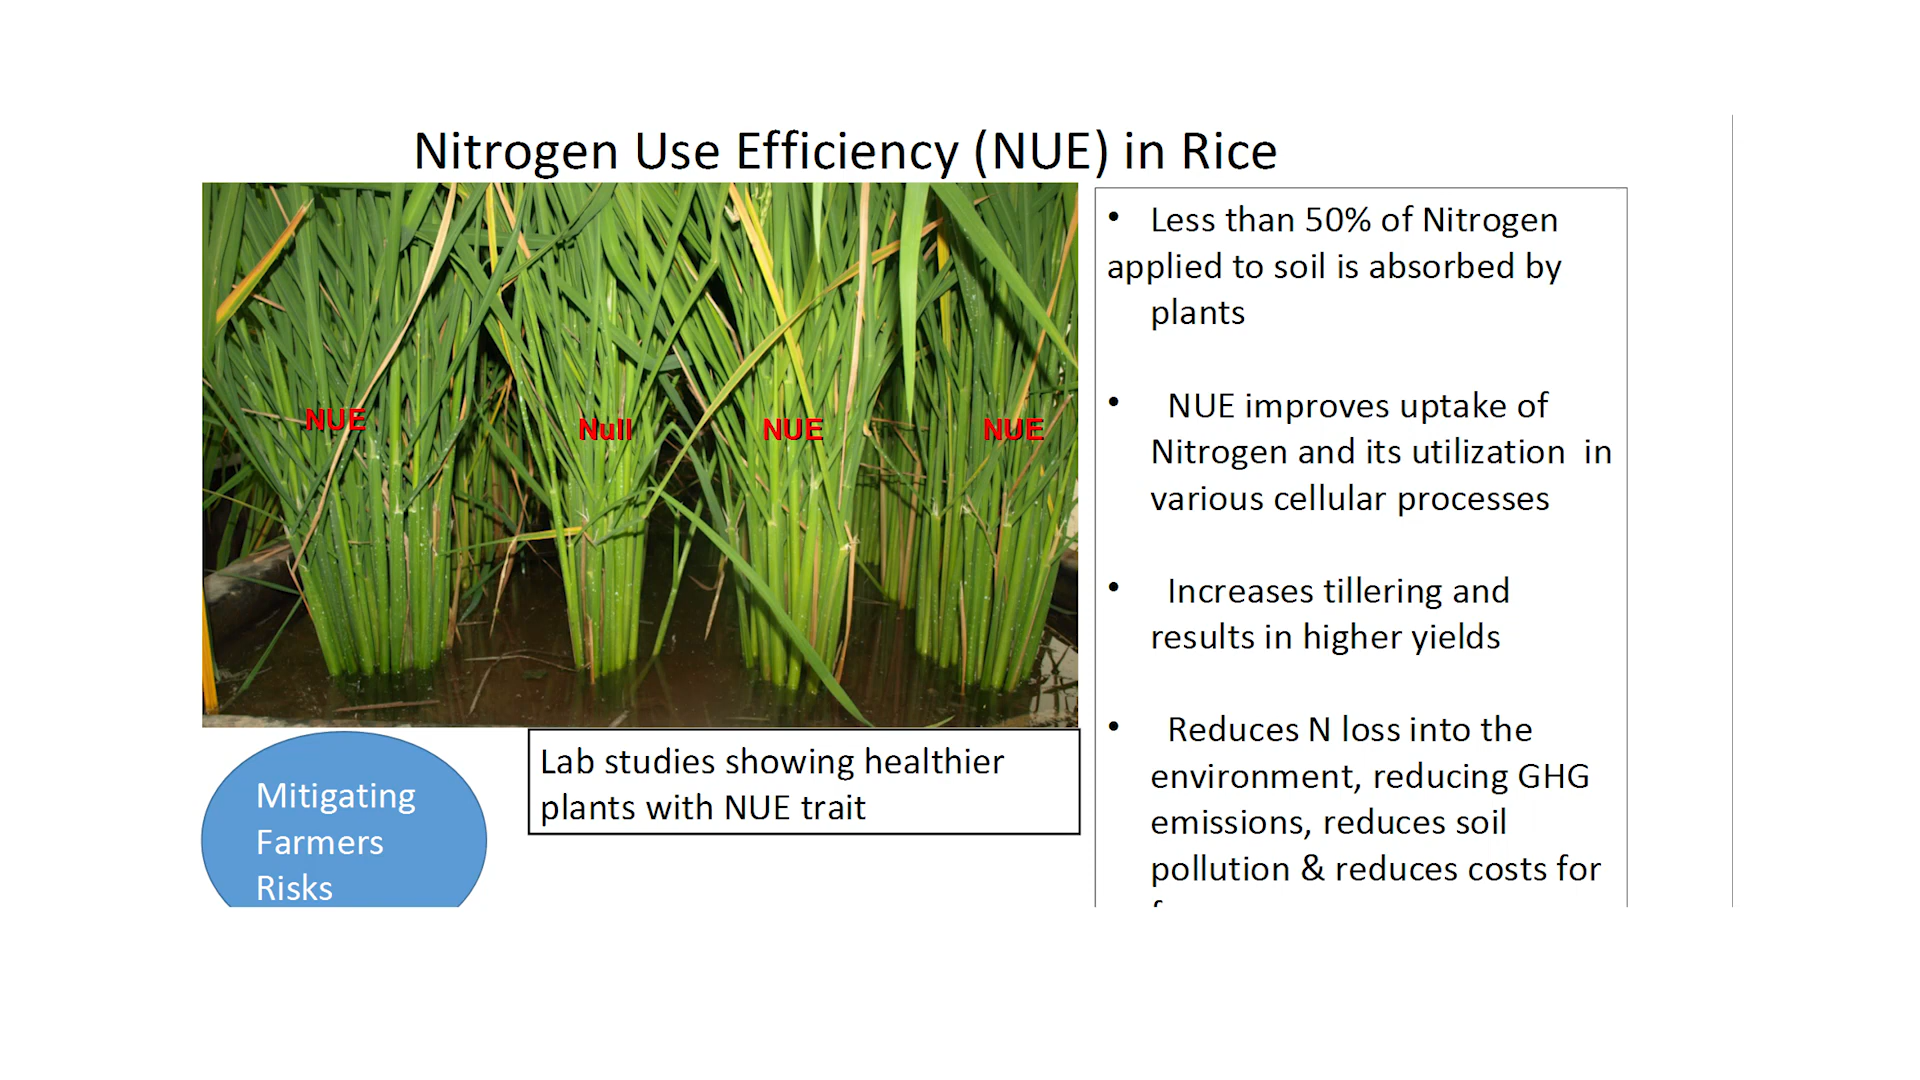 Nitrogen Use Efficiency (NUE) in Rice
NUE
Null
NUE
NUE
Lab studies showing healthier
plants with NUE trait
Mitigating
Farmers
Risks
• Less than 50% of Nitrogen
applied to soil is absorbed by
plants
• NUE improves uptake of
Nitrogen and its utilization in
various cellular processes
• Increases tillering and
results in higher yields
• Reduces N loss into the
environment, reducing GHG
emissions, reduces soil
pollution & reduces costs for